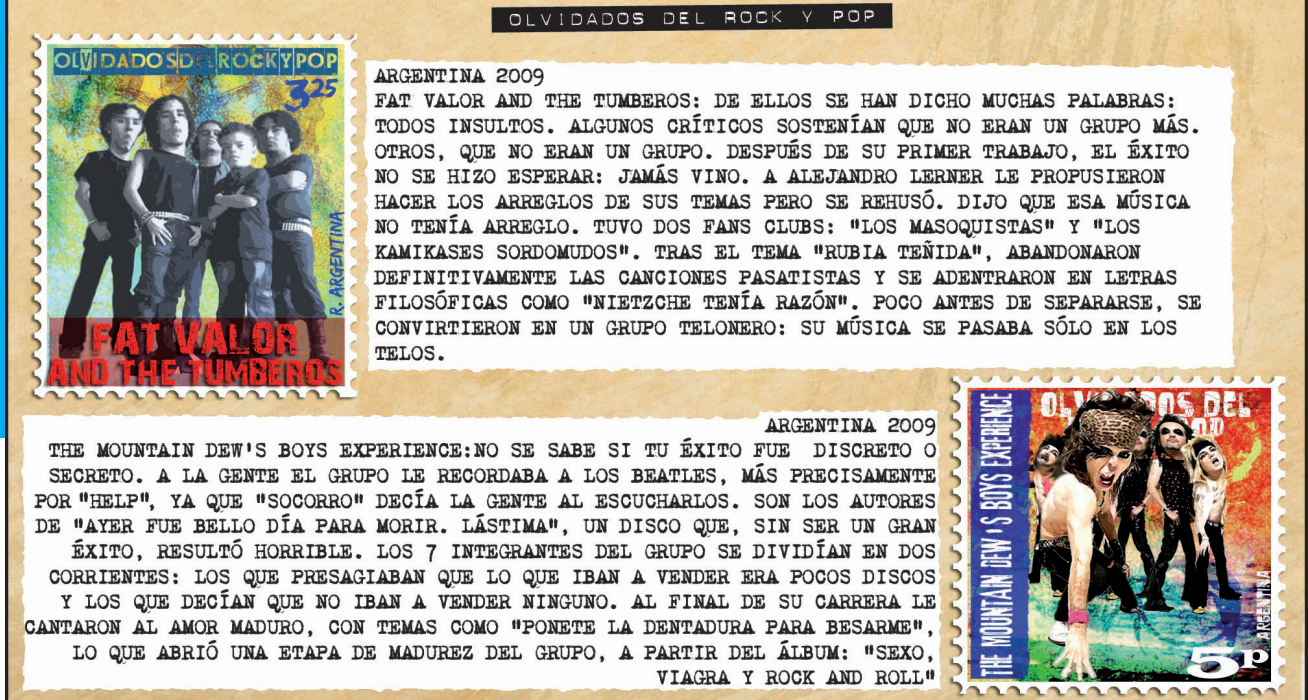 OLVIDADOS DEL ROCK Y POP
OLVIDADOS DEL ROCK Y POP
3.25
R. ARGENTINA
FAT VALOR
AND THE TUMBEROS
ARGENTINA 2009
FAT VALOR AND THE TUMBEROS: DE ELLOS SE HAN DICHO MUCHAS PALABRAS:
TODOS INSULTOS. ALGUNOS CRÍTICOS SOSTENÍAN QUE NO ERAN UN GRUPO MÁS.
OTROS, QUE NO ERAN UN GRUPO. DESPUÉS DE SU PRIMER TRABAJO, EL ÉXITO
NO SE HIZO ESPERAR: JAMÁS VINO. A ALEJANDRO LERNER LE PROPUSIERON
HACER LOS ARREGLOS DE SUS TEMAS PERO SE REHUSÓ. DIJO QUE ESA MÚSICA
NO TENÍA ARREGLO. TUVO DOS FANS CLUBS: "LOS MASOQUISTAS" Y "LOS
KAMIKASES SORDOMUDOS". TRAS EL TEMA "RUBIA TEÑIDA", ABANDONARON
DEFINITIVAMENTE LAS CANCIONES PASATISTAS Y SE ADENTRARON EN LETRAS
FILOSÓFICAS COMO "NIETZCHE TENÍA RAZÓN". POCO ANTES DE SEPARARSE, SE
CONVIRTIERON EN UN GRUPO TELONERO: SU MÚSICA SE PASABA SÓLO EN LOS
TELOS.
ARGENTINA 2009
THE MOUNTAIN DEW'S BOYS EXPERIENCE:NO SE SABE SI TU ÉXITO FUE DISCRETO O
SECRETO. A LA GENTE EL GRUPO LE RECORDABA A LOS BEATLES, MÁS PRECISAMENTE
POR "HELP", YA QUE "SOCORRO" DECÍA LA GENTE AL ESCUCHARLOS. SON LOS AUTORES
DE "AYER FUE BELLO DÍA PARA MORIR. LÁSTIMA", UN DISCO QUE, SIN SER UN GRAN
ÉXITO, RESULTÓ HORRIBLE. LOS 7 INTEGRANTES DEL GRUPO SE DIVIDÍAN EN DOS
CORRIENTES: LOS QUE PRESAGIABAN QUE LO QUE IBAN A VENDER ERA POCOS DISCOS
Y LOS QUE DECÍAN QUE NO IBAN A VENDER NINGUNO. AL FINAL DE SU CARRERA LE
CANTARON AL AMOR MADURO, CON TEMAS COMO "PONETE LA DENTADURA PARA BESARME",
LO QUE ABRIÓ UNA ETAPA DE MADUREZ DEL GRUPO, A PARTIR DEL ÁLBUM: "SEXO,
VIAGRA Y ROCK AND ROLL"
THE MOUNTAIN DEW'S BOYS EXPERIENCE
DEL
ARGENTINA
5P